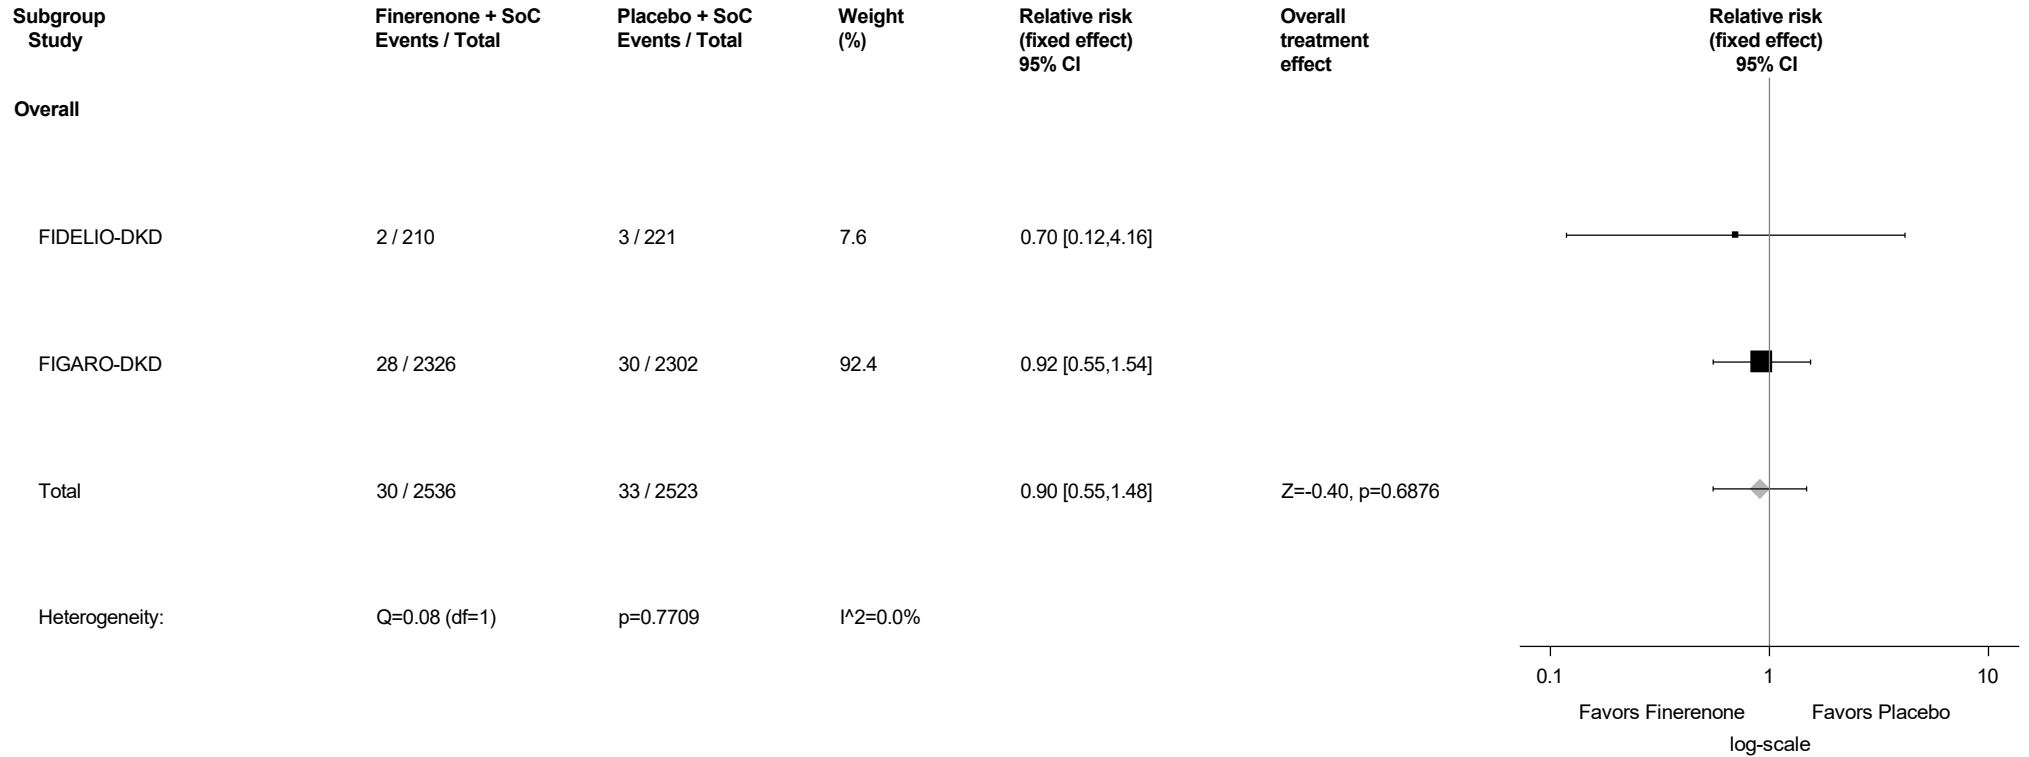 Subgroup Finerenone + SoC Placebo + SoC Weight Relative risk Overall Relative risk
Study Events / Total Events / Total (%) (fixed effect) treatment (fixed effect)
95% CI effect 95% CI
Overall
FIDELIO-DKD 2 / 210 3 / 221 7.6 0.70 [0.12,4.16]
FIGARO-DKD 28 / 2326 30 / 2302 92.4 0.92 [0.55,1.54]
Total 30 / 2536 33 / 2523 0.90 [0.55,1.48] Z=-0.40, p=0.6876
Heterogeneity: Q=0.08 (df=1) p=0.7709 I^2=0.0%
0.1 1 10
Favors Finerenone Favors Placebo
log-scale